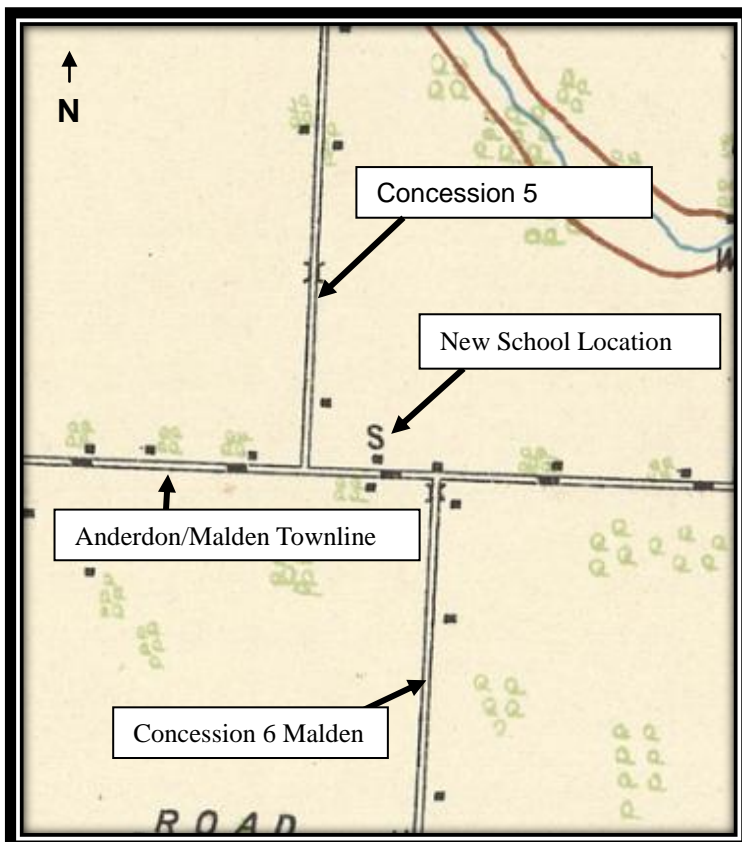 N
Concession 5
W
New School Location
S
Anderdon/Malden Townline
Concession 6 Malden
ROAD